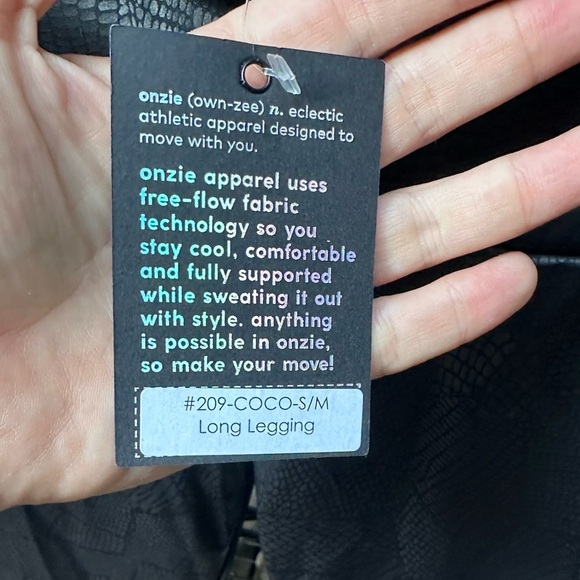 onzie (own-zee) n. eclectic
athletic apparel designed to
move with you.
onzie apparel uses
free-flow fabric
technology so you
stay cool, comfortable
and fully supported
while sweating it out
with style. anything
is possible in onzie,
so make your move!
#209-COCO-S/M
Long Legging